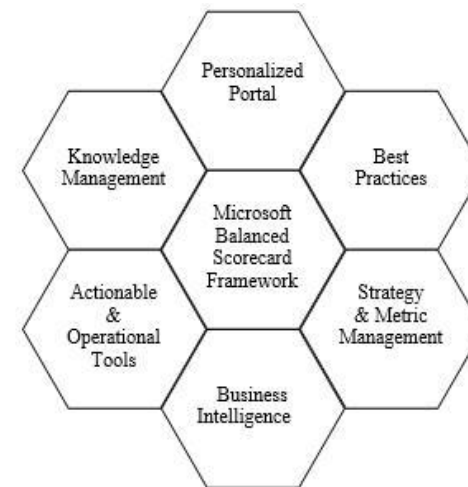 Personalized
Portal
Knowledge
Management
Best
Practices
Microsoft
Balanced
Scorecard
Framework
Actionable
&
Operational
Tools
Strategy
& Metric
Management
Business
Intelligence